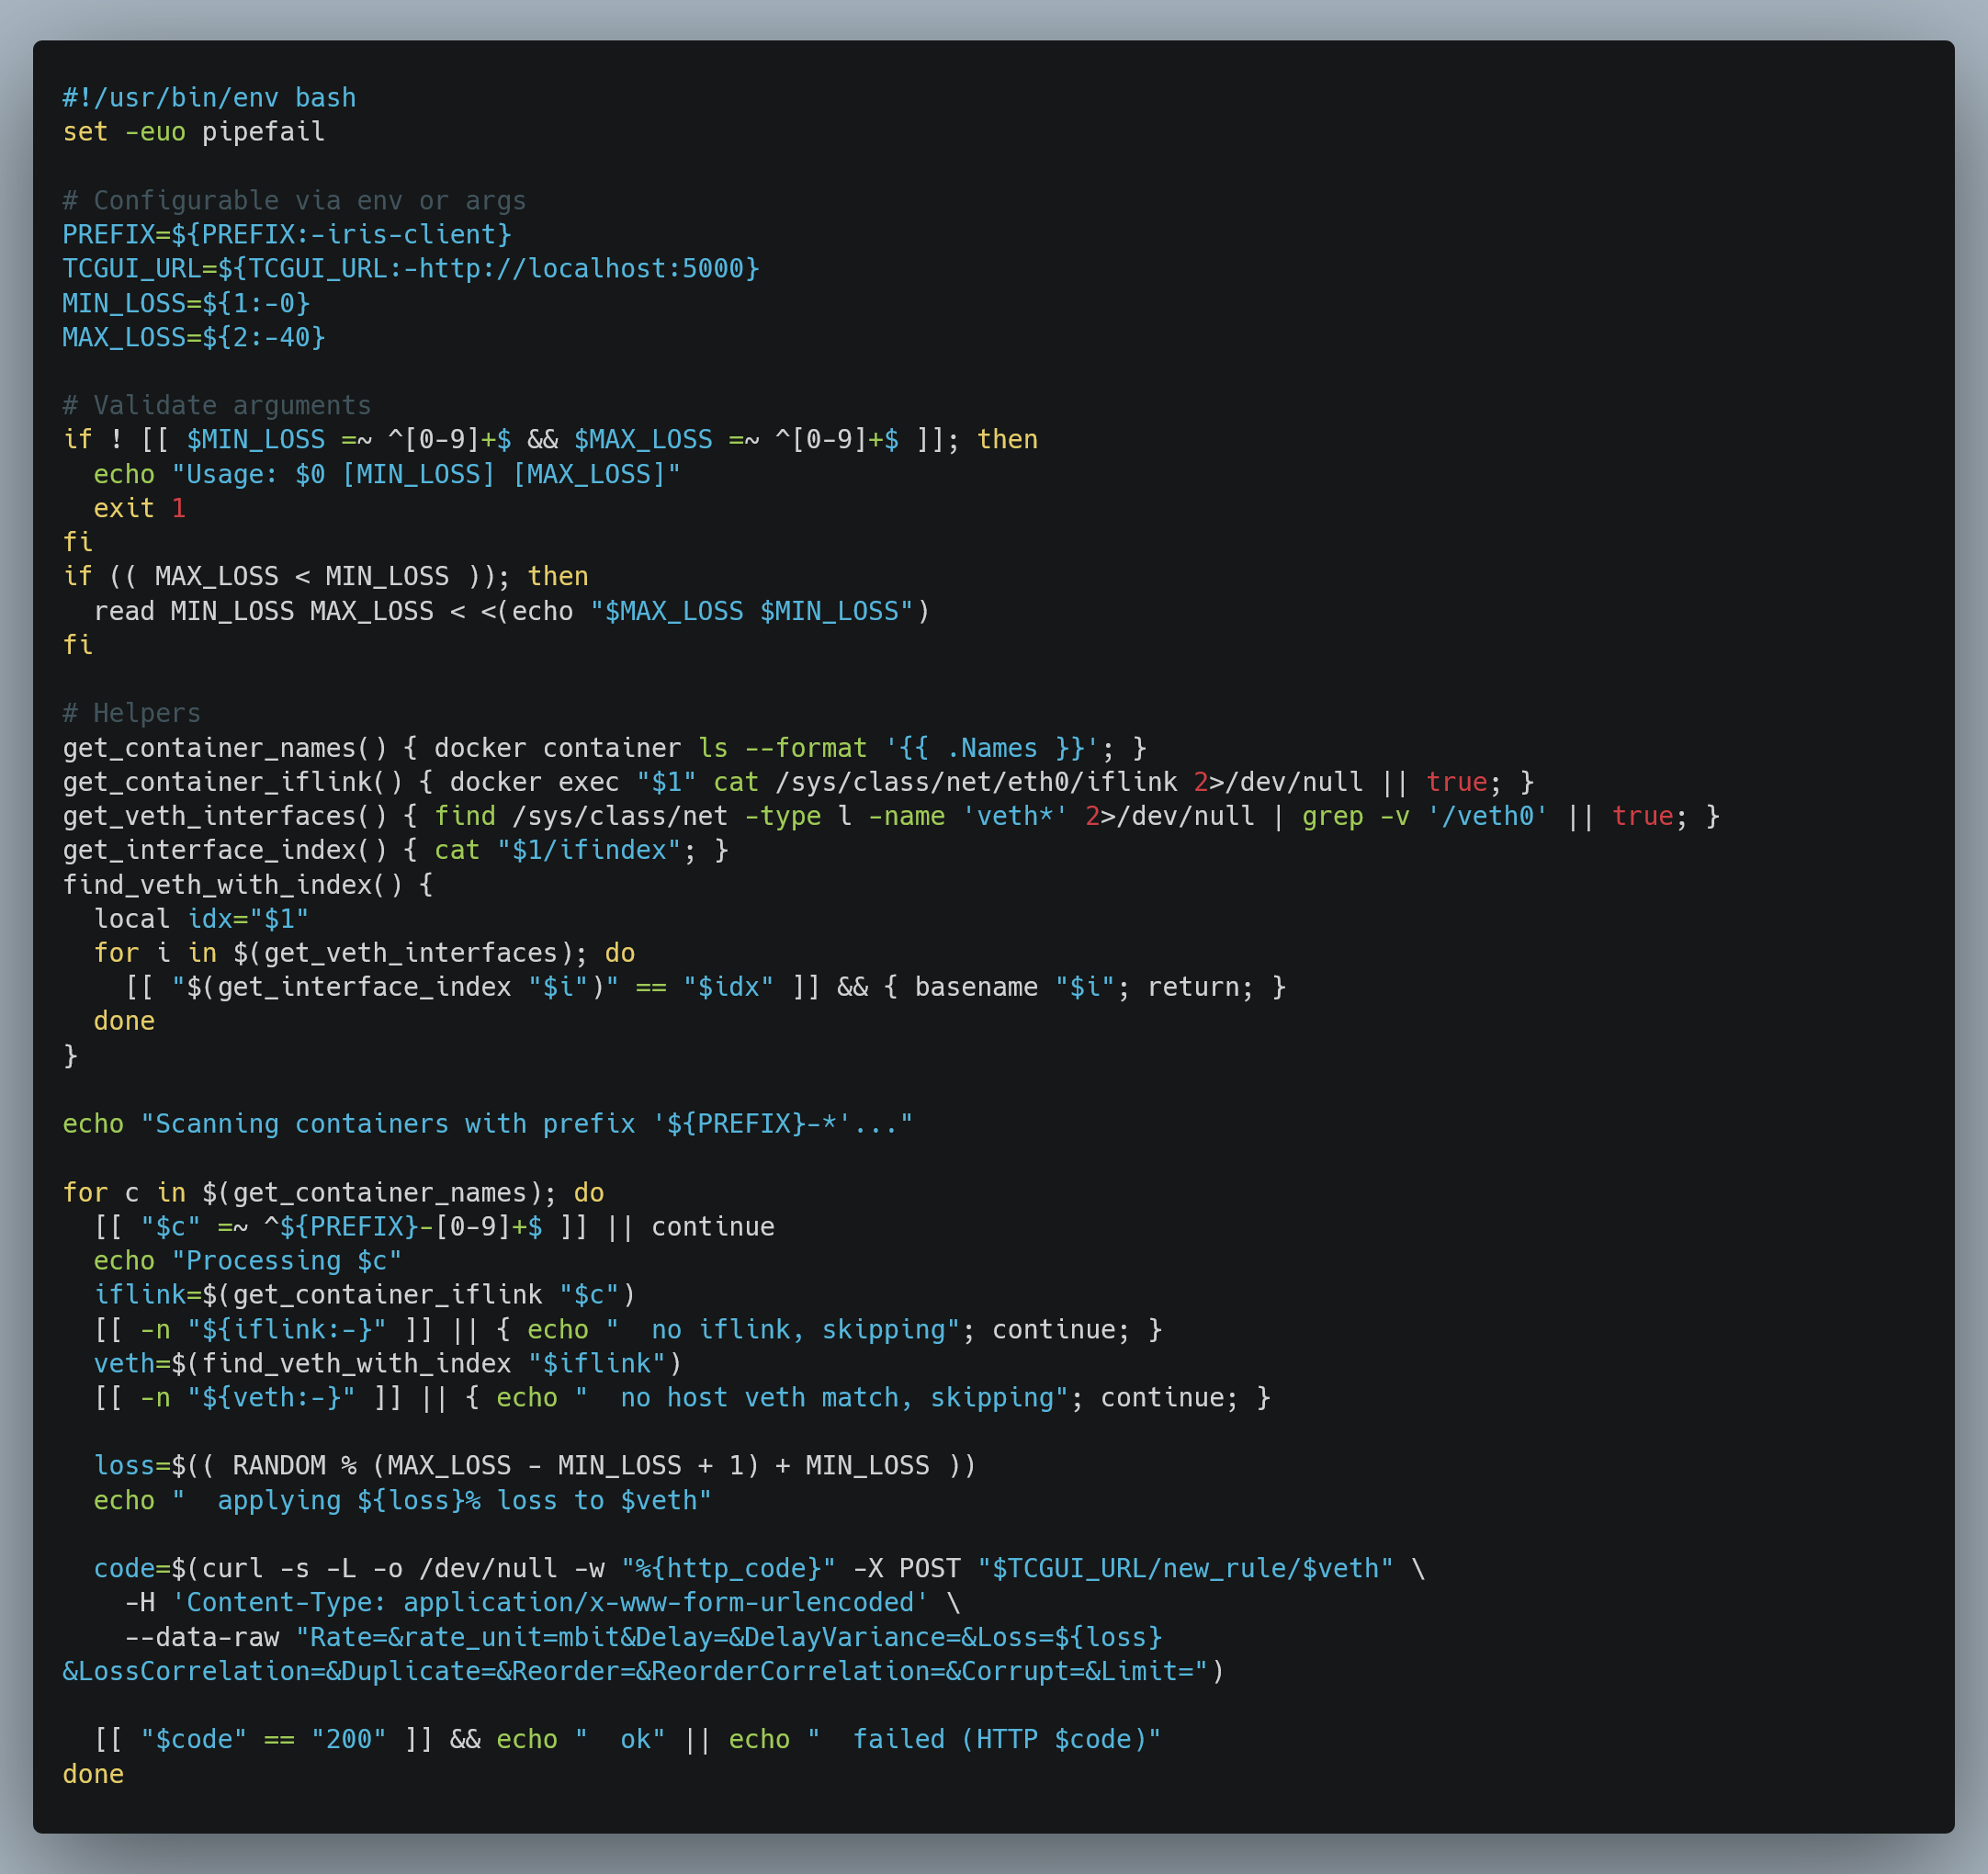 #!/usr/bin/env bash
set -euo pipefail

# Configurable via env or args
PREFIX=${PREFIX:-iris-client}
TCGUI_URL=${TCGUI_URL:-http://localhost:5000}
MIN_LOSS=${1:-0}
MAX_LOSS=${2:-40}

# Validate arguments
if ! [[ $MIN_LOSS =~ ^[0-9]+$ && $MAX_LOSS =~ ^[0-9]+$ ]]; then
  echo "Usage: $0 [MIN_LOSS] [MAX_LOSS]"
  exit 1
fi
if (( MAX_LOSS < MIN_LOSS )); then
  read MIN_LOSS MAX_LOSS < <(echo "$MAX_LOSS $MIN_LOSS")
fi

# Helpers
get_container_names() { docker container ls --format '{{ .Names }}'; }
get_container_iflink() { docker exec "$1" cat /sys/class/net/eth0/iflink 2>/dev/null || true; }
get_veth_interfaces() { find /sys/class/net -type l -name 'veth*' 2>/dev/null | grep -v '/veth0' || true; }
get_interface_index() { cat "$1/ifindex"; }
find_veth_with_index() {
  local idx="$1"
  for i in $(get_veth_interfaces); do
    [[ "$(get_interface_index "$i")" == "$idx" ]] && { basename "$i"; return; }
  done
}

echo "Scanning containers with prefix '${PREFIX}-*'..."

for c in $(get_container_names); do
  [[ "$c" =~ ^${PREFIX}-[0-9]+$ ]] || continue
  echo "Processing $c"
  iflink=$(get_container_iflink "$c")
  [[ -n "${iflink:-}" ]] || { echo "  no iflink, skipping"; continue; }
  veth=$(find_veth_with_index "$iflink")
  [[ -n "${veth:-}" ]] || { echo "  no host veth match, skipping"; continue; }

  loss=$(( RANDOM % (MAX_LOSS - MIN_LOSS + 1) + MIN_LOSS ))
  echo "  applying ${loss}% loss to $veth"

  code=$(curl -s -L -o /dev/null -w "%{http_code}" -X POST "$TCGUI_URL/new_rule/$veth" \
    -H 'Content-Type: application/x-www-form-urlencoded' \
    --data-raw "Rate=&rate_unit=mbit&Delay=&DelayVariance=&Loss=${loss}
&LossCorrelation=&Duplicate=&Reorder=&ReorderCorrelation=&Corrupt=&Limit=")

  [[ "$code" == "200" ]] && echo "  ok" || echo "  failed (HTTP $code)"
done